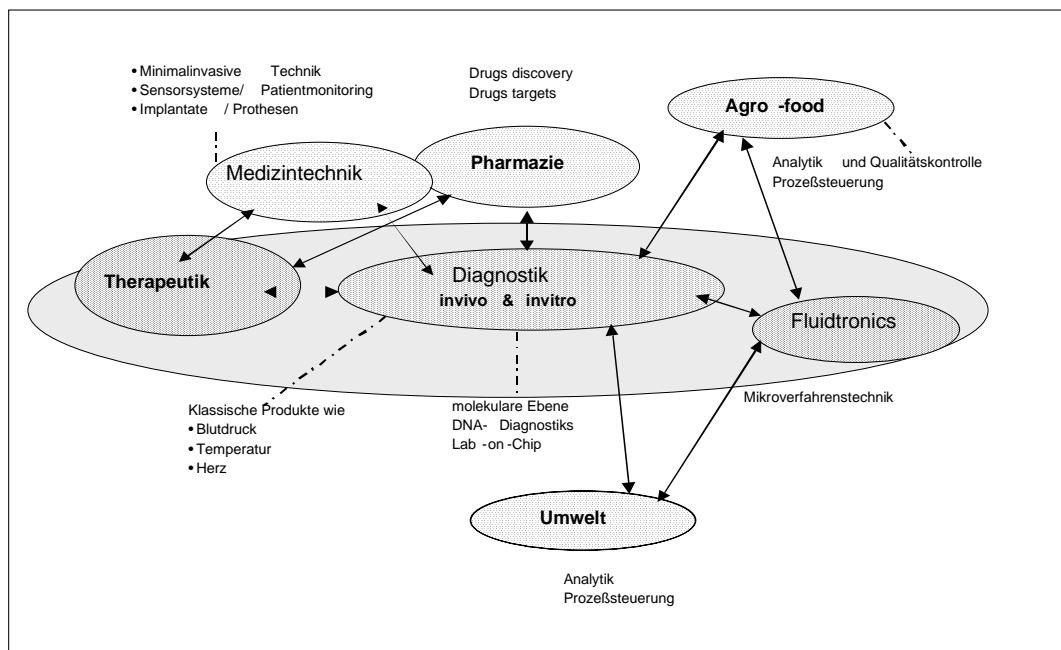 • Minimalinvasive Technik
• Sensorsysteme/ Patientmonitoring
• Implantate / Prothesen
Drugs discovery
Drugs targets
Agro -food
Medizintechnik
Pharmazie
Analytik und Qualitätskontrolle
Prozeßsteuerung
Therapeutik
Diagnostik
invivo & invitro
Fluidtronics
Klassische Produkte wie
• Blutdruck
• Temperatur
• Herz
molekulare Ebene
DNA- Diagnostiks
Lab -on -Chip
Mikroverfahrenstechnik
Umwelt
Analytik
Prozeßsteuerung